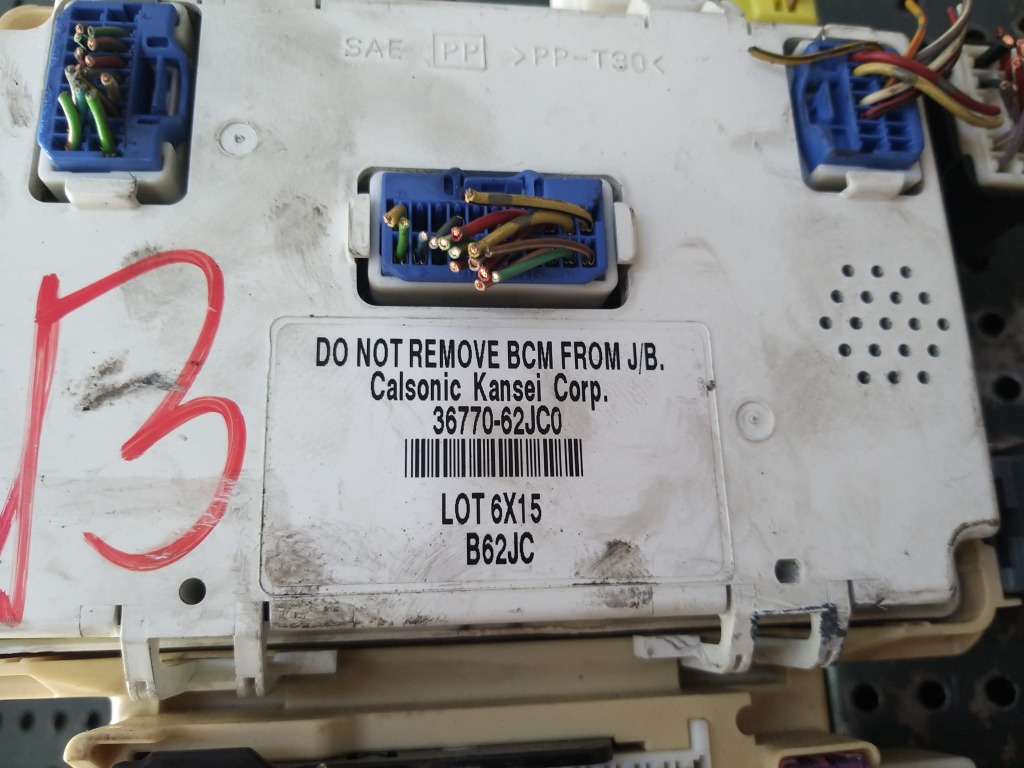 SAE PP >PP-T30<
DO NOT REMOVE BCM FROM J/B.
Calsonic Kansei Corp.
36770-62JC0
LOT 6X15
B62JC